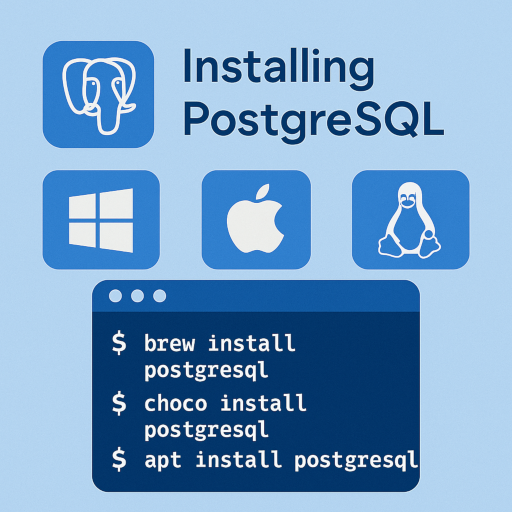 Installing
PostgreSQL
$ brew install
postgresql
$ choco install
postgresql
$ apt install postgresql